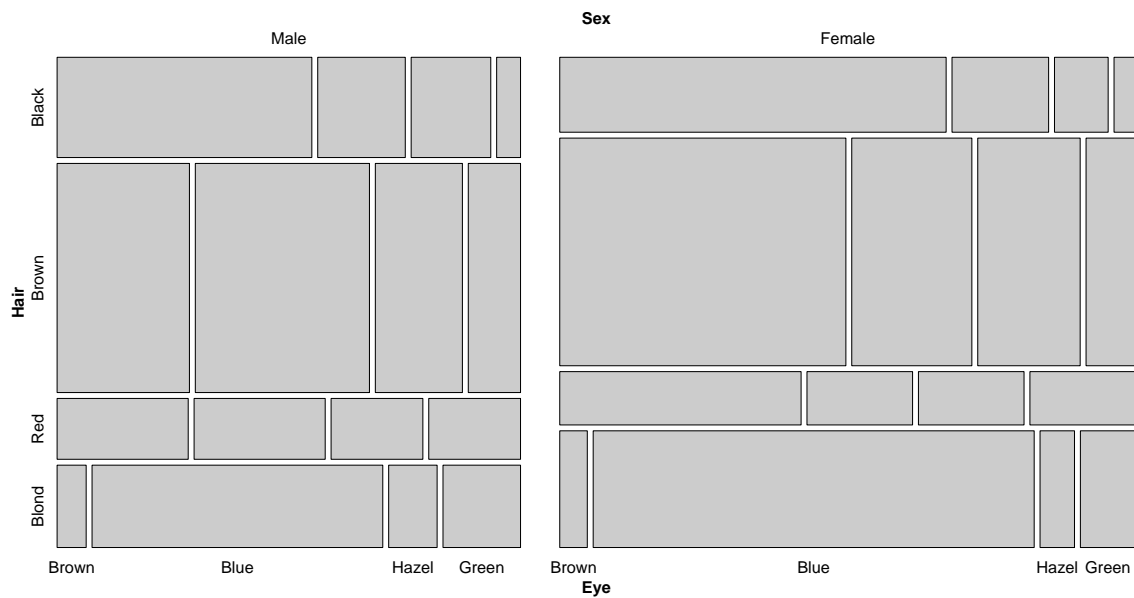 Sex
Male Female
Hair
Black
Brown
Red
Blond
Brown Blue Hazel Green Brown Blue Hazel Green
Eye